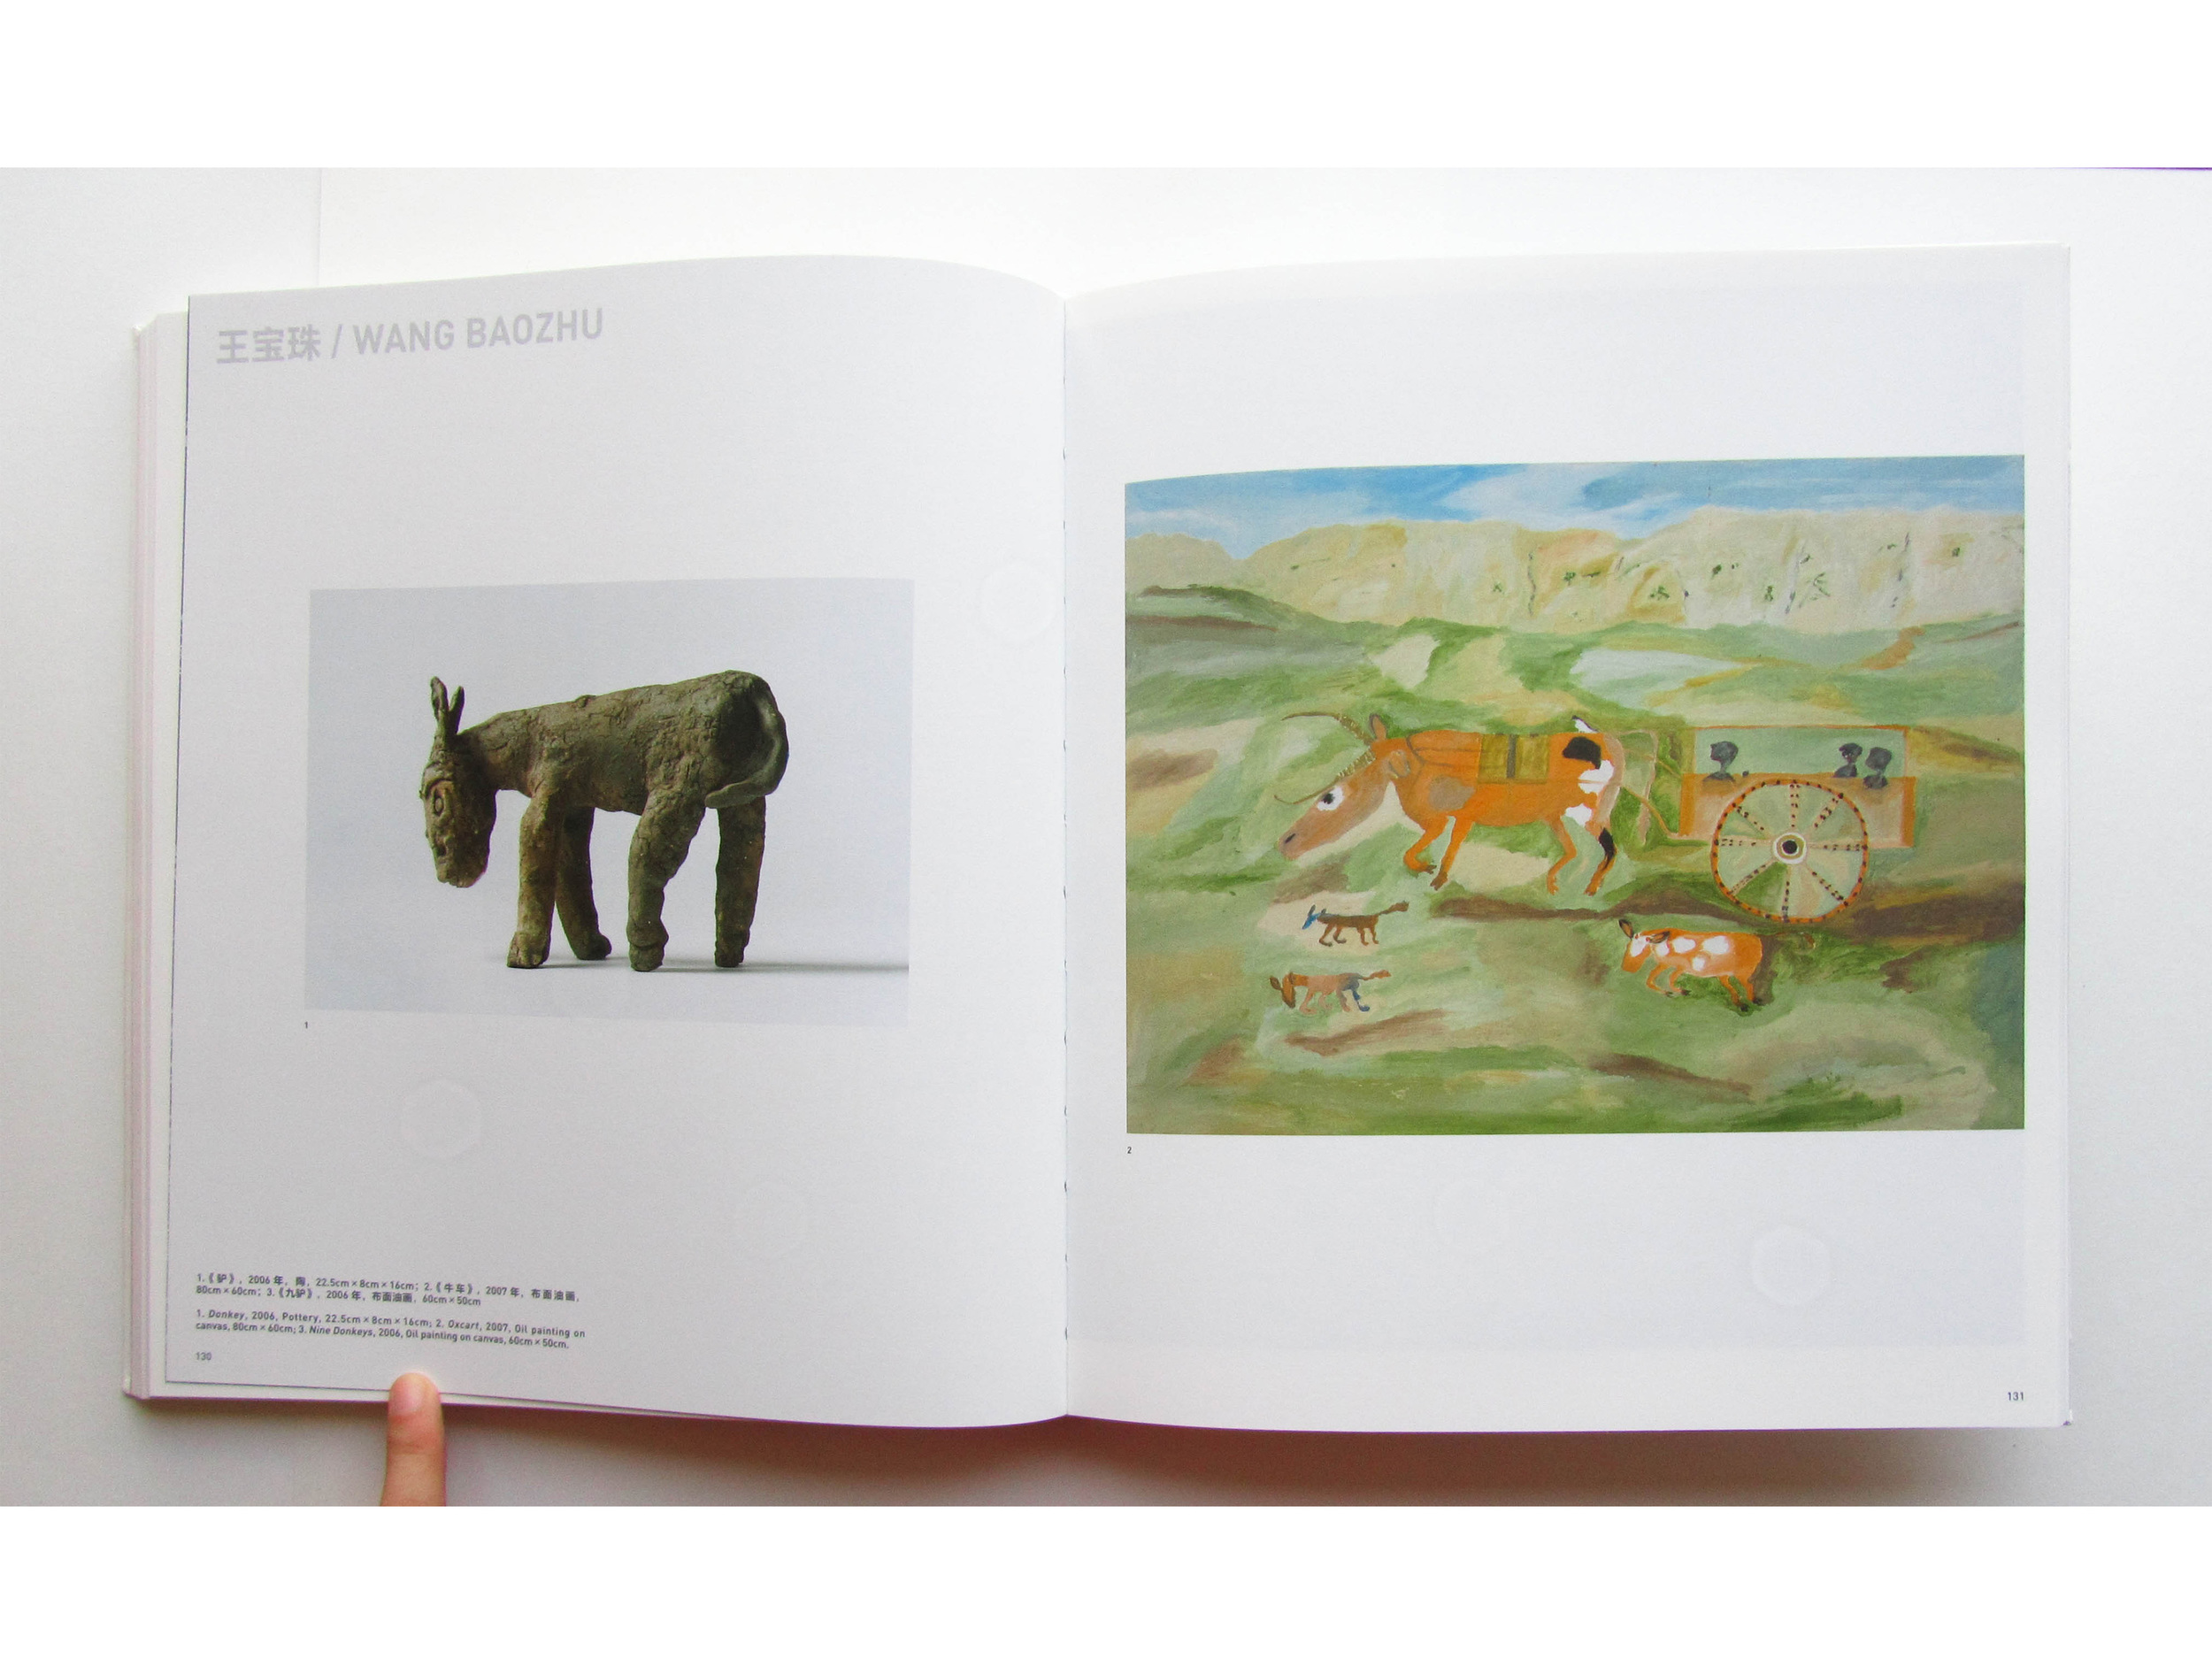 王宝珠 / WANG BAOZHU
1
1.《驴》，2006 年，陶，22.5cm×8cm×16cm；2.《牛车》，2007 年，布面油画，
80cm×60cm；3.《九驴》，2006 年，布面油画，60cm×50cm
1. Donkey, 2006, Pottery, 22.5cm×8cm×16cm; 2. Oxcart, 2007, Oil painting on
canvas, 80cm×60cm; 3. Nine Donkeys, 2006, Oil painting on canvas, 60cm×50cm.
130
2
131